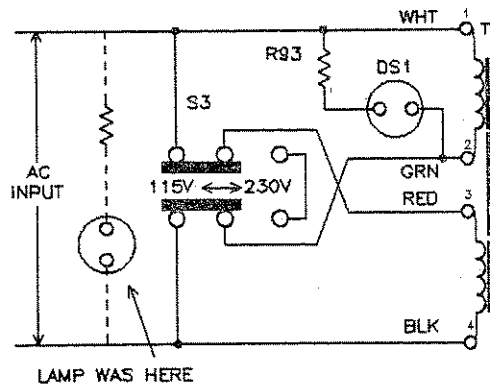 WHT
1
T
R93
DS1
S3
2
AC
INPUT
115V
230V
GRN
RED
3
BLK
4
LAMP WAS HERE